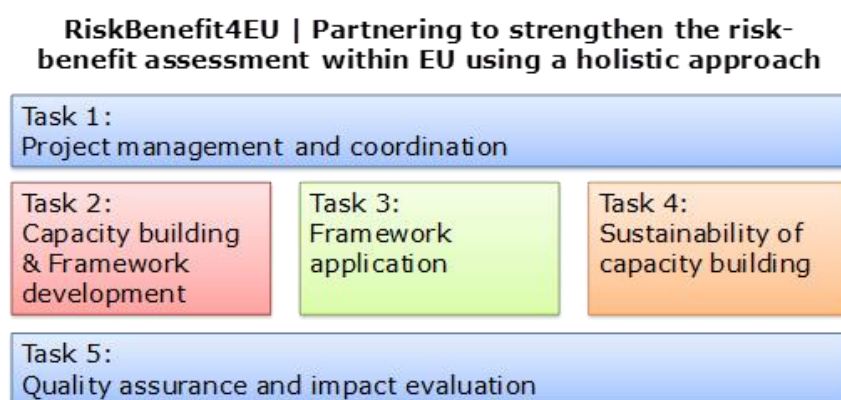 RiskBenefit4EU | Partnering to strengthen the risk-
benefit assessment within EU using a holistic approach
Task 1:
Project management and coordination
Task 2:
Capacity building
& Framework
development
Task 3:
Framework
application
Task 4:
Sustainability of
capacity building
Task 5:
Quality assurance and impact evaluation